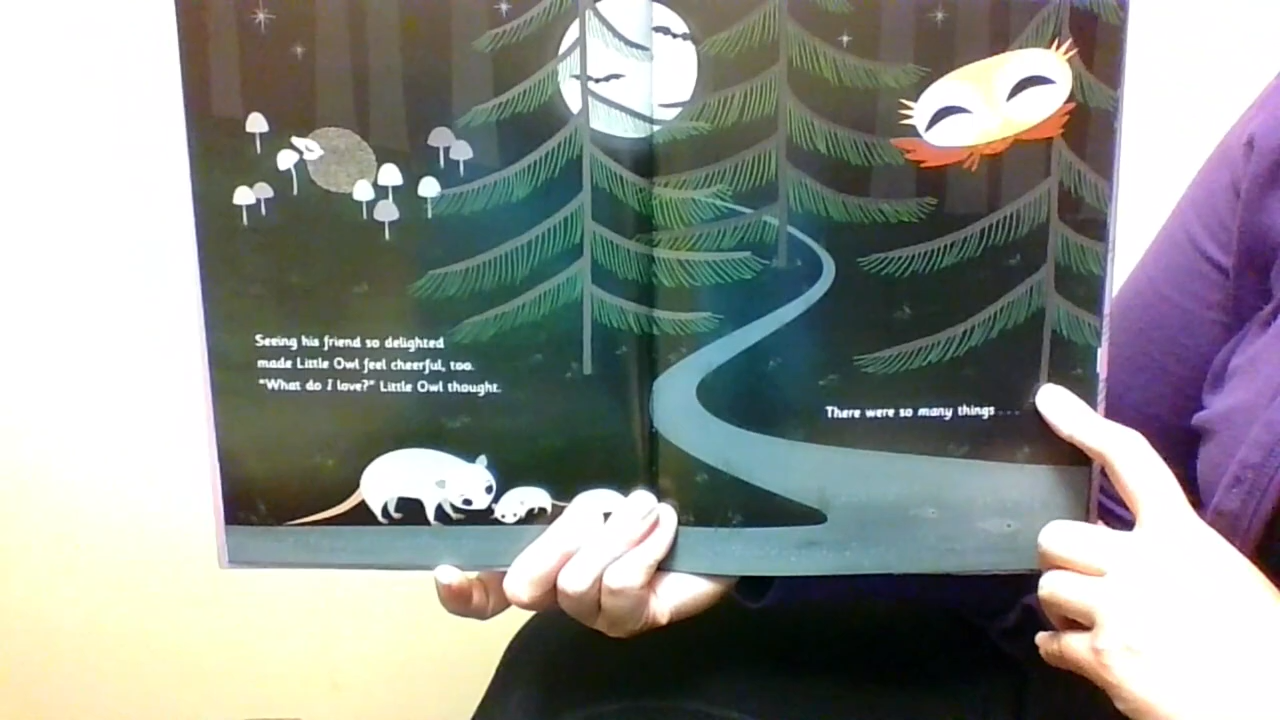 Seeing his friend so delighted
made Little Owl feel cheerful, too.
"What do I love?" Little Owl thought.
There were so many things . . .